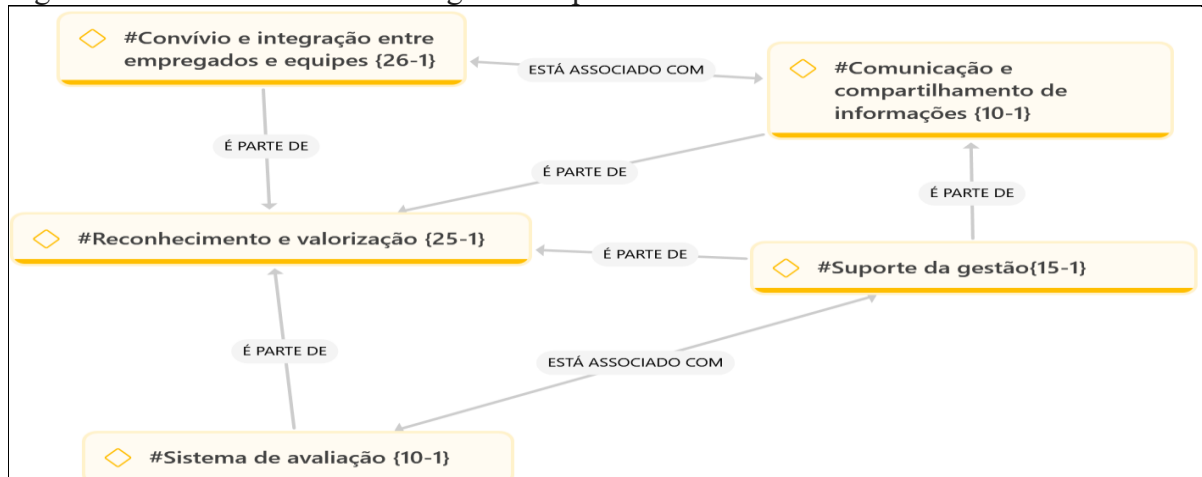 #Convívio e integração entre
empregados e equipes {26-1}
ESTÁ ASSOCIADO COM
#Comunicação e
compartilhamento de
informações {10-1}
É PARTE DE
É PARTE DE
É PARTE DE
#Reconhecimento e valorização {25-1}
É PARTE DE
#Suporte da gestão{15-1}
É PARTE DE
ESTÁ ASSOCIADO COM
#Sistema de avaliação {10-1}